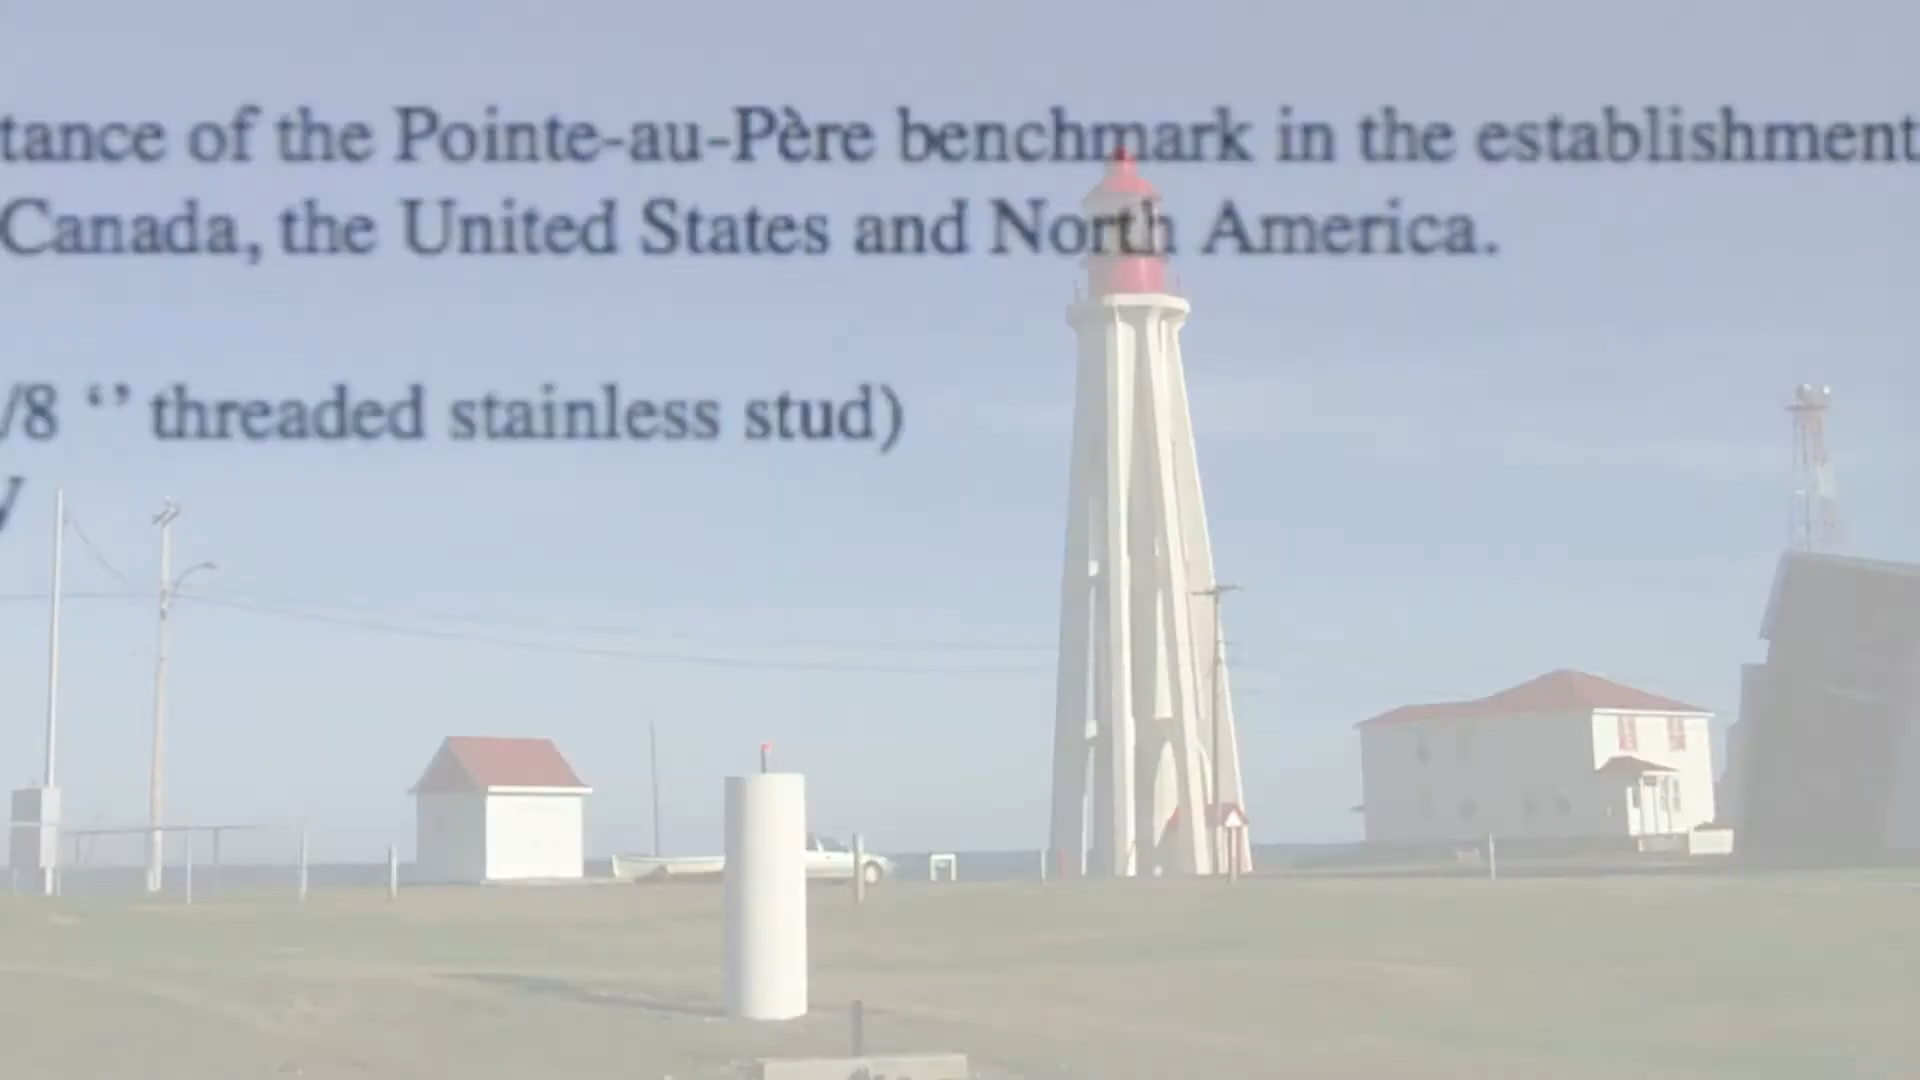 tance of the Pointe-au-Père benchmark in the establishment
Canada, the United States and North America.
/8 ‘’ threaded stainless stud)